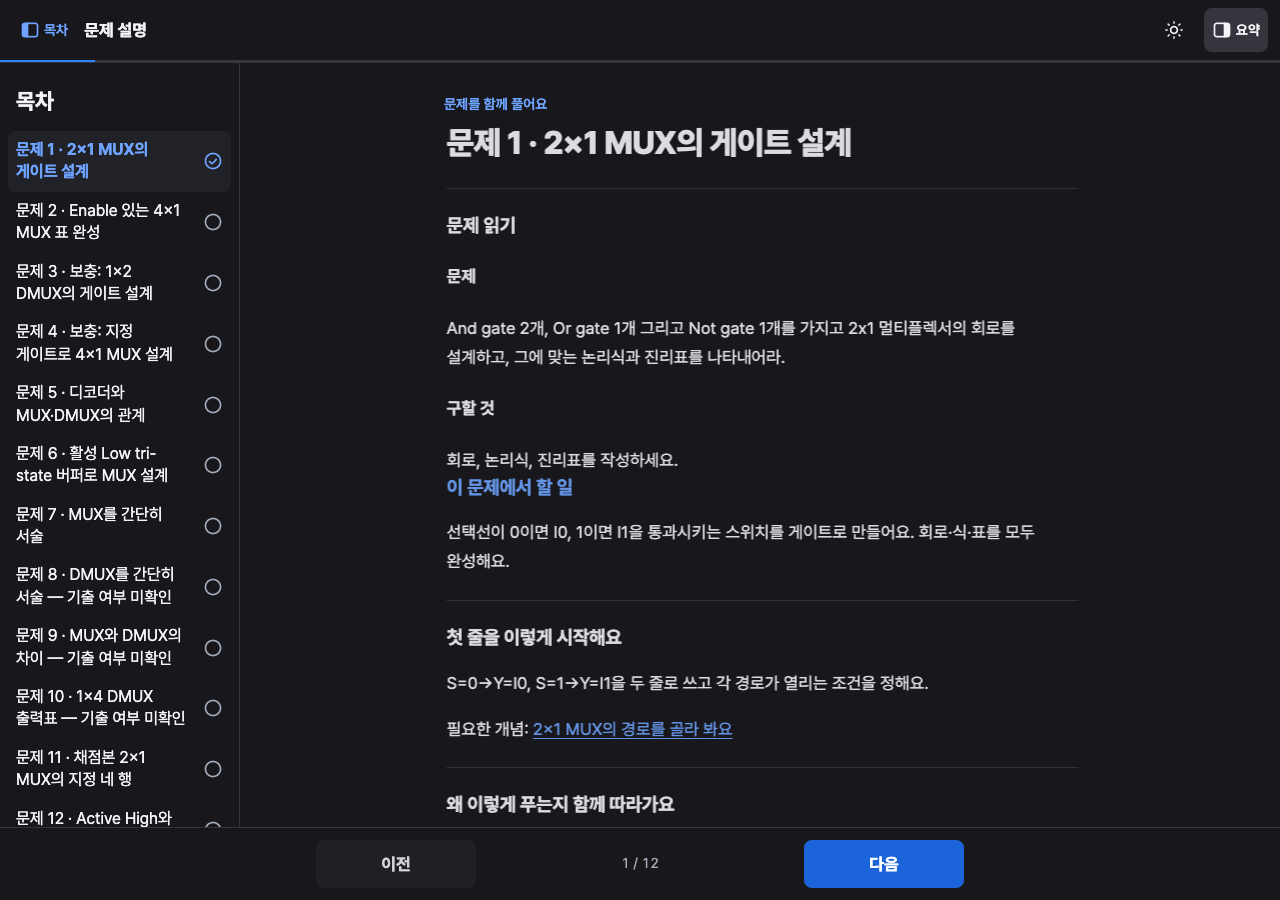 목차 문제 설명
요약
목차
문제 1 · 2×1 MUX의
게이트 설계
문제 2 · Enable 있는 4×1
MUX 표 완성
문제 3 · 보충: 1×2
DMUX의 게이트 설계
문제 4 · 보충: 지정
게이트로 4×1 MUX 설계
문제 5 · 디코더와
MUX·DMUX의 관계
문제 6 · 활성 Low tri-
state 버퍼로 MUX 설계
문제 7 · MUX를 간단히
서술
문제 8 · DMUX를 간단히
서술 — 기출 여부 미확인
문제 9 · MUX와 DMUX의
차이 — 기출 여부 미확인
문제 10 · 1×4 DMUX
출력표 — 기출 여부 미확인
문제 11 · 채점본 2×1
MUX의 지정 네 행
문제 12 · Active High와
문제를 함께 풀어요
문제 1 · 2×1 MUX의 게이트 설계
문제 읽기
문제
And gate 2개, Or gate 1개 그리고 Not gate 1개를 가지고 2x1 멀티플렉서의 회로를
설계하고, 그에 맞는 논리식과 진리표를 나타내어라.
구할 것
회로, 논리식, 진리표를 작성하세요.
이 문제에서 할 일
선택선이 0이면 I0, 1이면 I1을 통과시키는 스위치를 게이트로 만들어요. 회로·식·표를 모두
완성해요.
첫 줄을 이렇게 시작해요
S=0→Y=I0, S=1→Y=I1을 두 줄로 쓰고 각 경로가 열리는 조건을 정해요.
필요한 개념: 2×1 MUX의 경로를 골라 봐요
왜 이렇게 푸는지 함께 따라가요
이전
1 / 12
다음